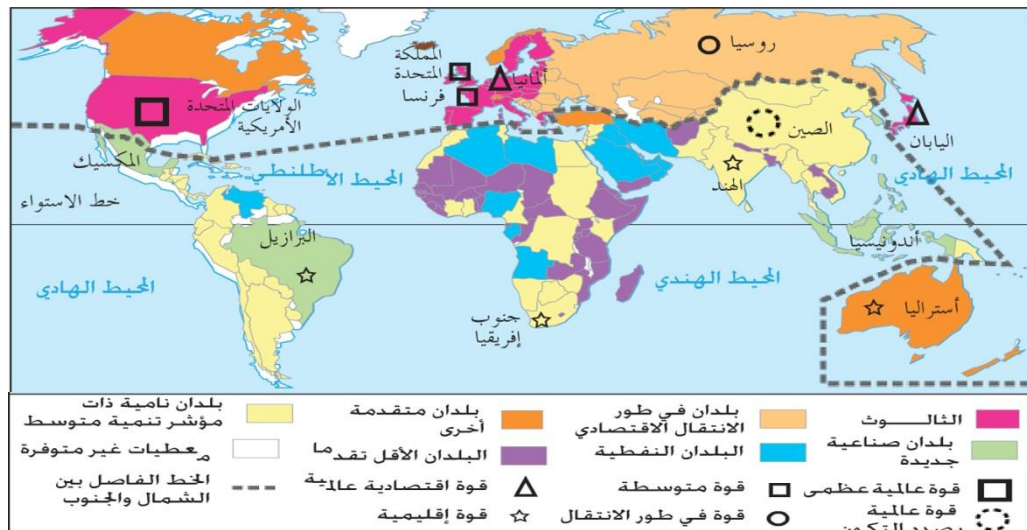 روسيا
المملكة
المتحدة
ألمانيا
فرنسا
الولايات المتحدة
الأمريكية
الصين
اليابان
المكسيك
الهند
المحيط الاطلنطي
المحيط الهادي
خط الاستواء
البرازيل
أندونيسيا
المحيط الهندي
المحيط الهادي
أستراليا
جنوب
إفريقيا
الثالوث
بلدان في طور
الانتقال الاقتصادي
بلدان متقدمة
أخرى
بلدان نامية ذات
مؤشر تنمية متوسط
بلدان صناعية
جديدة
البلدان النفطية
البلدان الأقل تقدما
معطيات غير متوفرة
قوة عالمية عظمى
قوة متوسطة
قوة اقتصادية عالمية
الخط الفاصل بين
الشمال والجنوب
قوة عالمية
بصدد التكون
قوة في طور الانتقال
قوة إقليمية